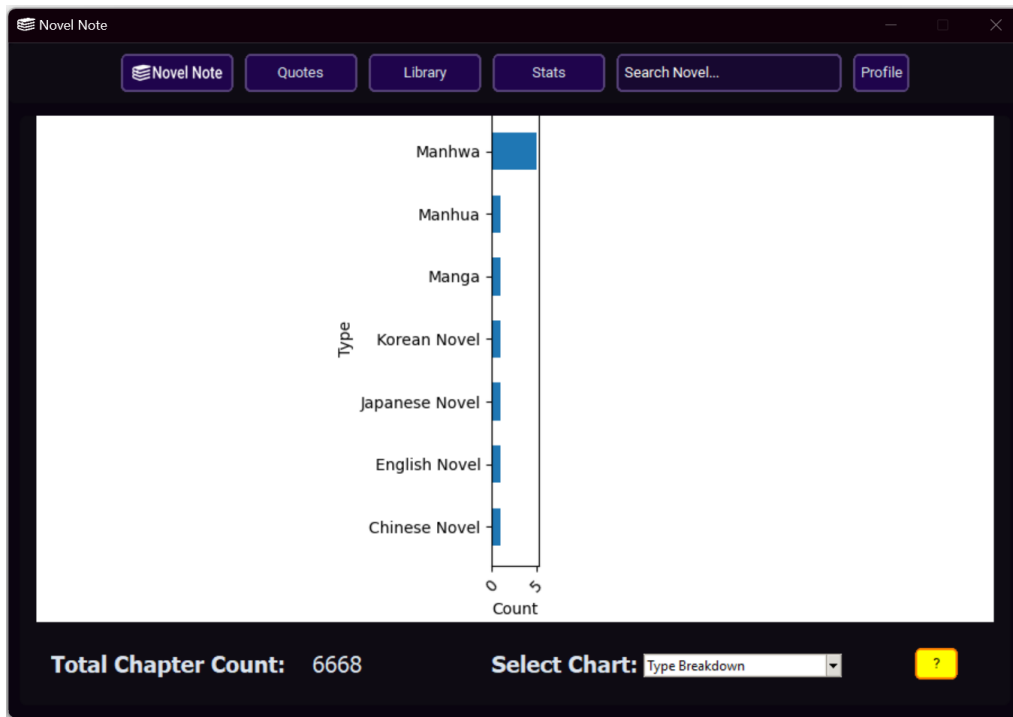 Novel Note
Novel Note Quotes Library Stats Search Novel... Profile
Manhwa
Manhua
Manga
Korean Novel
Japanese Novel
English Novel
Chinese Novel
Type
0 5
Count
Total Chapter Count: 6668 Select Chart: Type Breakdown ?